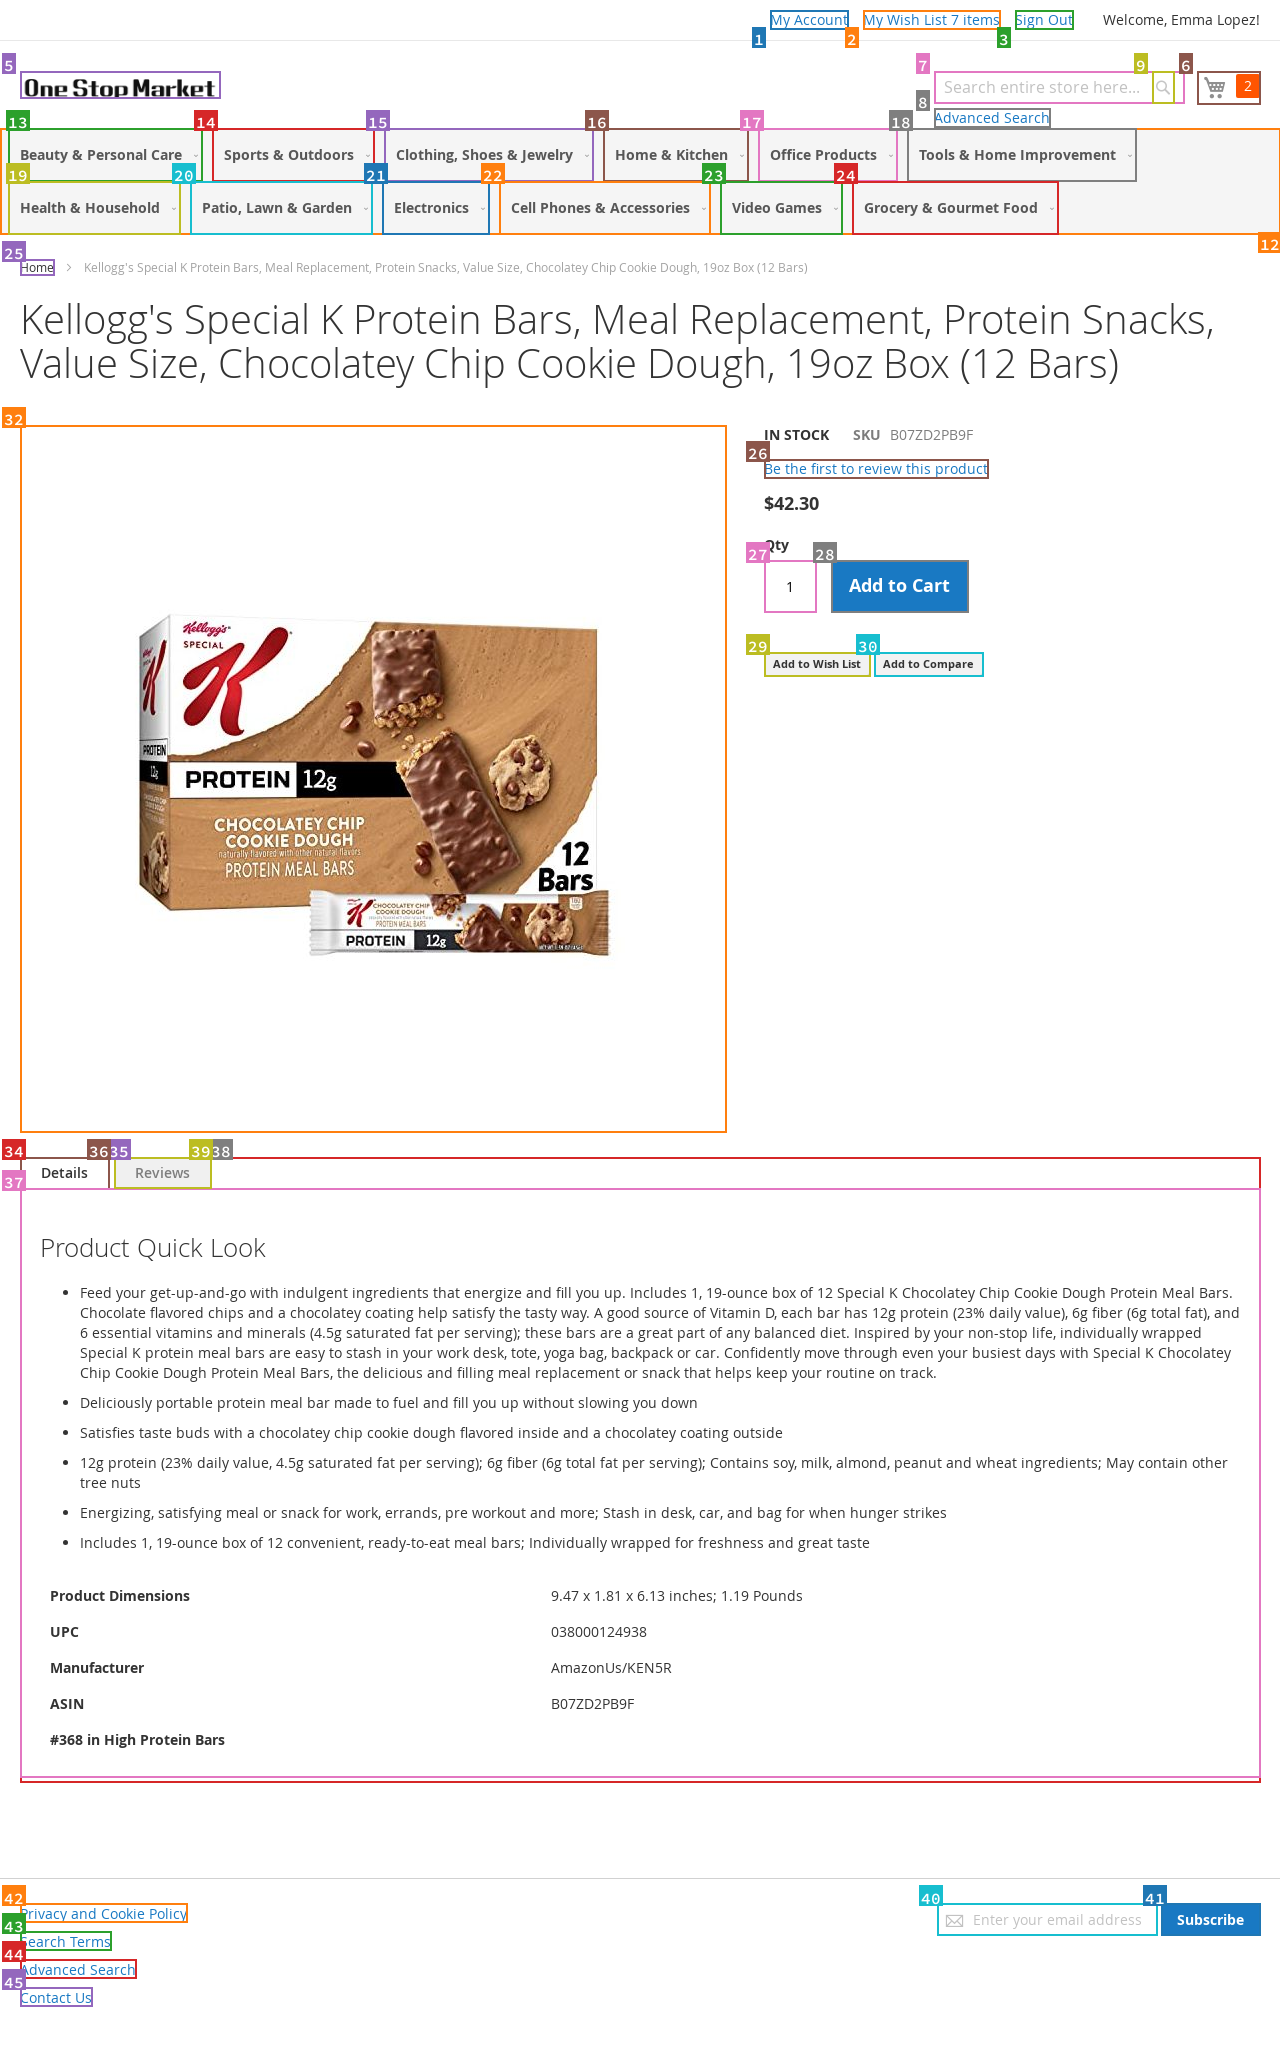 My Account
My Wish List 7 items
Sign Out
Welcome, Emma Lopez!
1
2
3
5
7
9
6
One Stop Market
Search entire store here...
2
8
Advanced Search
13
14
15
16
17
18
Beauty & Personal Care
Sports & Outdoors
Clothing, Shoes & Jewelry
Home & Kitchen
Office Products
Tools & Home Improvement
19
20
21
22
23
24
Health & Household
Patio, Lawn & Garden
Electronics
Cell Phones & Accessories
Video Games
Grocery & Gourmet Food
12
25
Home
Kellogg's Special K Protein Bars, Meal Replacement, Protein Snacks, Value Size, Chocolatey Chip Cookie Dough, 19oz Box (12 Bars)
Kellogg's Special K Protein Bars, Meal Replacement, Protein Snacks,
Value Size, Chocolatey Chip Cookie Dough, 19oz Box (12 Bars)
32
IN STOCK
SKU B07ZD2PB9F
26
Be the first to review this product
$42.30
Qty
27
28
1
Add to Cart
29
30
Add to Wish List
Add to Compare
Kellogg's
SPECIAL
K
PROTEIN 12g
CHOCOLATEY CHIP
COOKIE DOUGH
naturally flavored with other natural flavors
PROTEIN MEAL BARS
12
Bars
K
PROTEIN
12g
K
CHOCOLATEY CHIP
COOKIE DOUGH
PROTEIN MEAL BARS
PROTEIN 12g
34
36
35
39
38
Details
Reviews
37
Product Quick Look
Feed your get-up-and-go with indulgent ingredients that energize and fill you up. Includes 1, 19-ounce box of 12 Special K Chocolatey Chip Cookie Dough Protein Meal Bars.
Chocolate flavored chips and a chocolatey coating help satisfy the tasty way. A good source of Vitamin D, each bar has 12g protein (23% daily value), 6g fiber (6g total fat), and
6 essential vitamins and minerals (4.5g saturated fat per serving); these bars are a great part of any balanced diet. Inspired by your non-stop life, individually wrapped
Special K protein meal bars are easy to stash in your work desk, tote, yoga bag, backpack or car. Confidently move through even your busiest days with Special K Chocolatey
Chip Cookie Dough Protein Meal Bars, the delicious and filling meal replacement or snack that helps keep your routine on track.
Deliciously portable protein meal bar made to fuel and fill you up without slowing you down
Satisfies taste buds with a chocolatey chip cookie dough flavored inside and a chocolatey coating outside
12g protein (23% daily value, 4.5g saturated fat per serving); 6g fiber (6g total fat per serving); Contains soy, milk, almond, peanut and wheat ingredients; May contain other
tree nuts
Energizing, satisfying meal or snack for work, errands, pre workout and more; Stash in desk, car, and bag for when hunger strikes
Includes 1, 19-ounce box of 12 convenient, ready-to-eat meal bars; Individually wrapped for freshness and great taste
Product Dimensions
9.47 x 1.81 x 6.13 inches; 1.19 Pounds
UPC
038000124938
Manufacturer
AmazonUs/KEN5R
ASIN
B07ZD2PB9F
#368 in High Protein Bars
42
Privacy and Cookie Policy
40
41
Enter your email address
Subscribe
43
Search Terms
44
Advanced Search
45
Contact Us